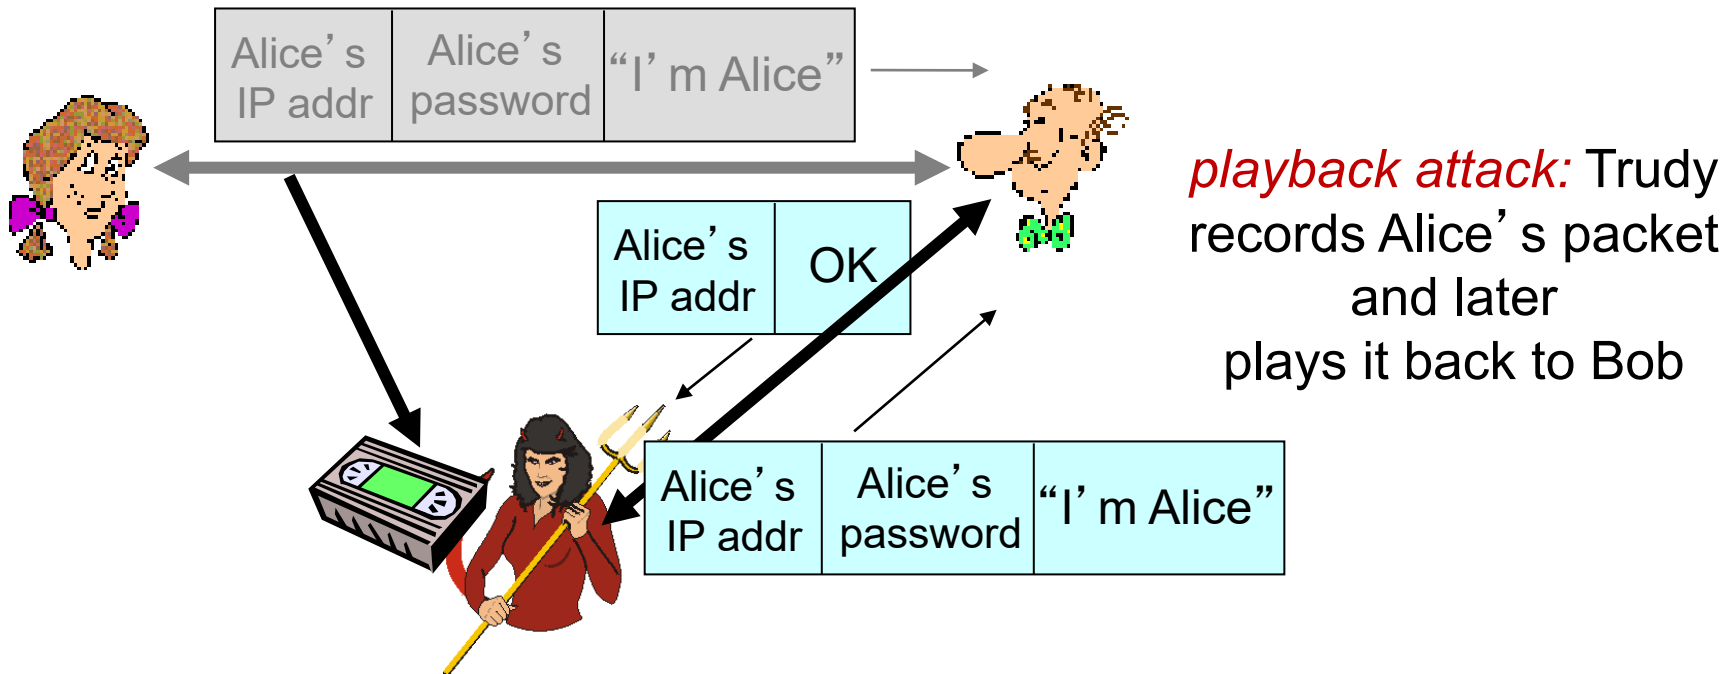 Alice’s
IP addr
Alice’s
password
“I’m Alice”
Alice’s
IP addr
OK
playback attack: Trudy
records Alice’s packet
and later
plays it back to Bob
Alice’s
IP addr
Alice’s
password
“I’m Alice”